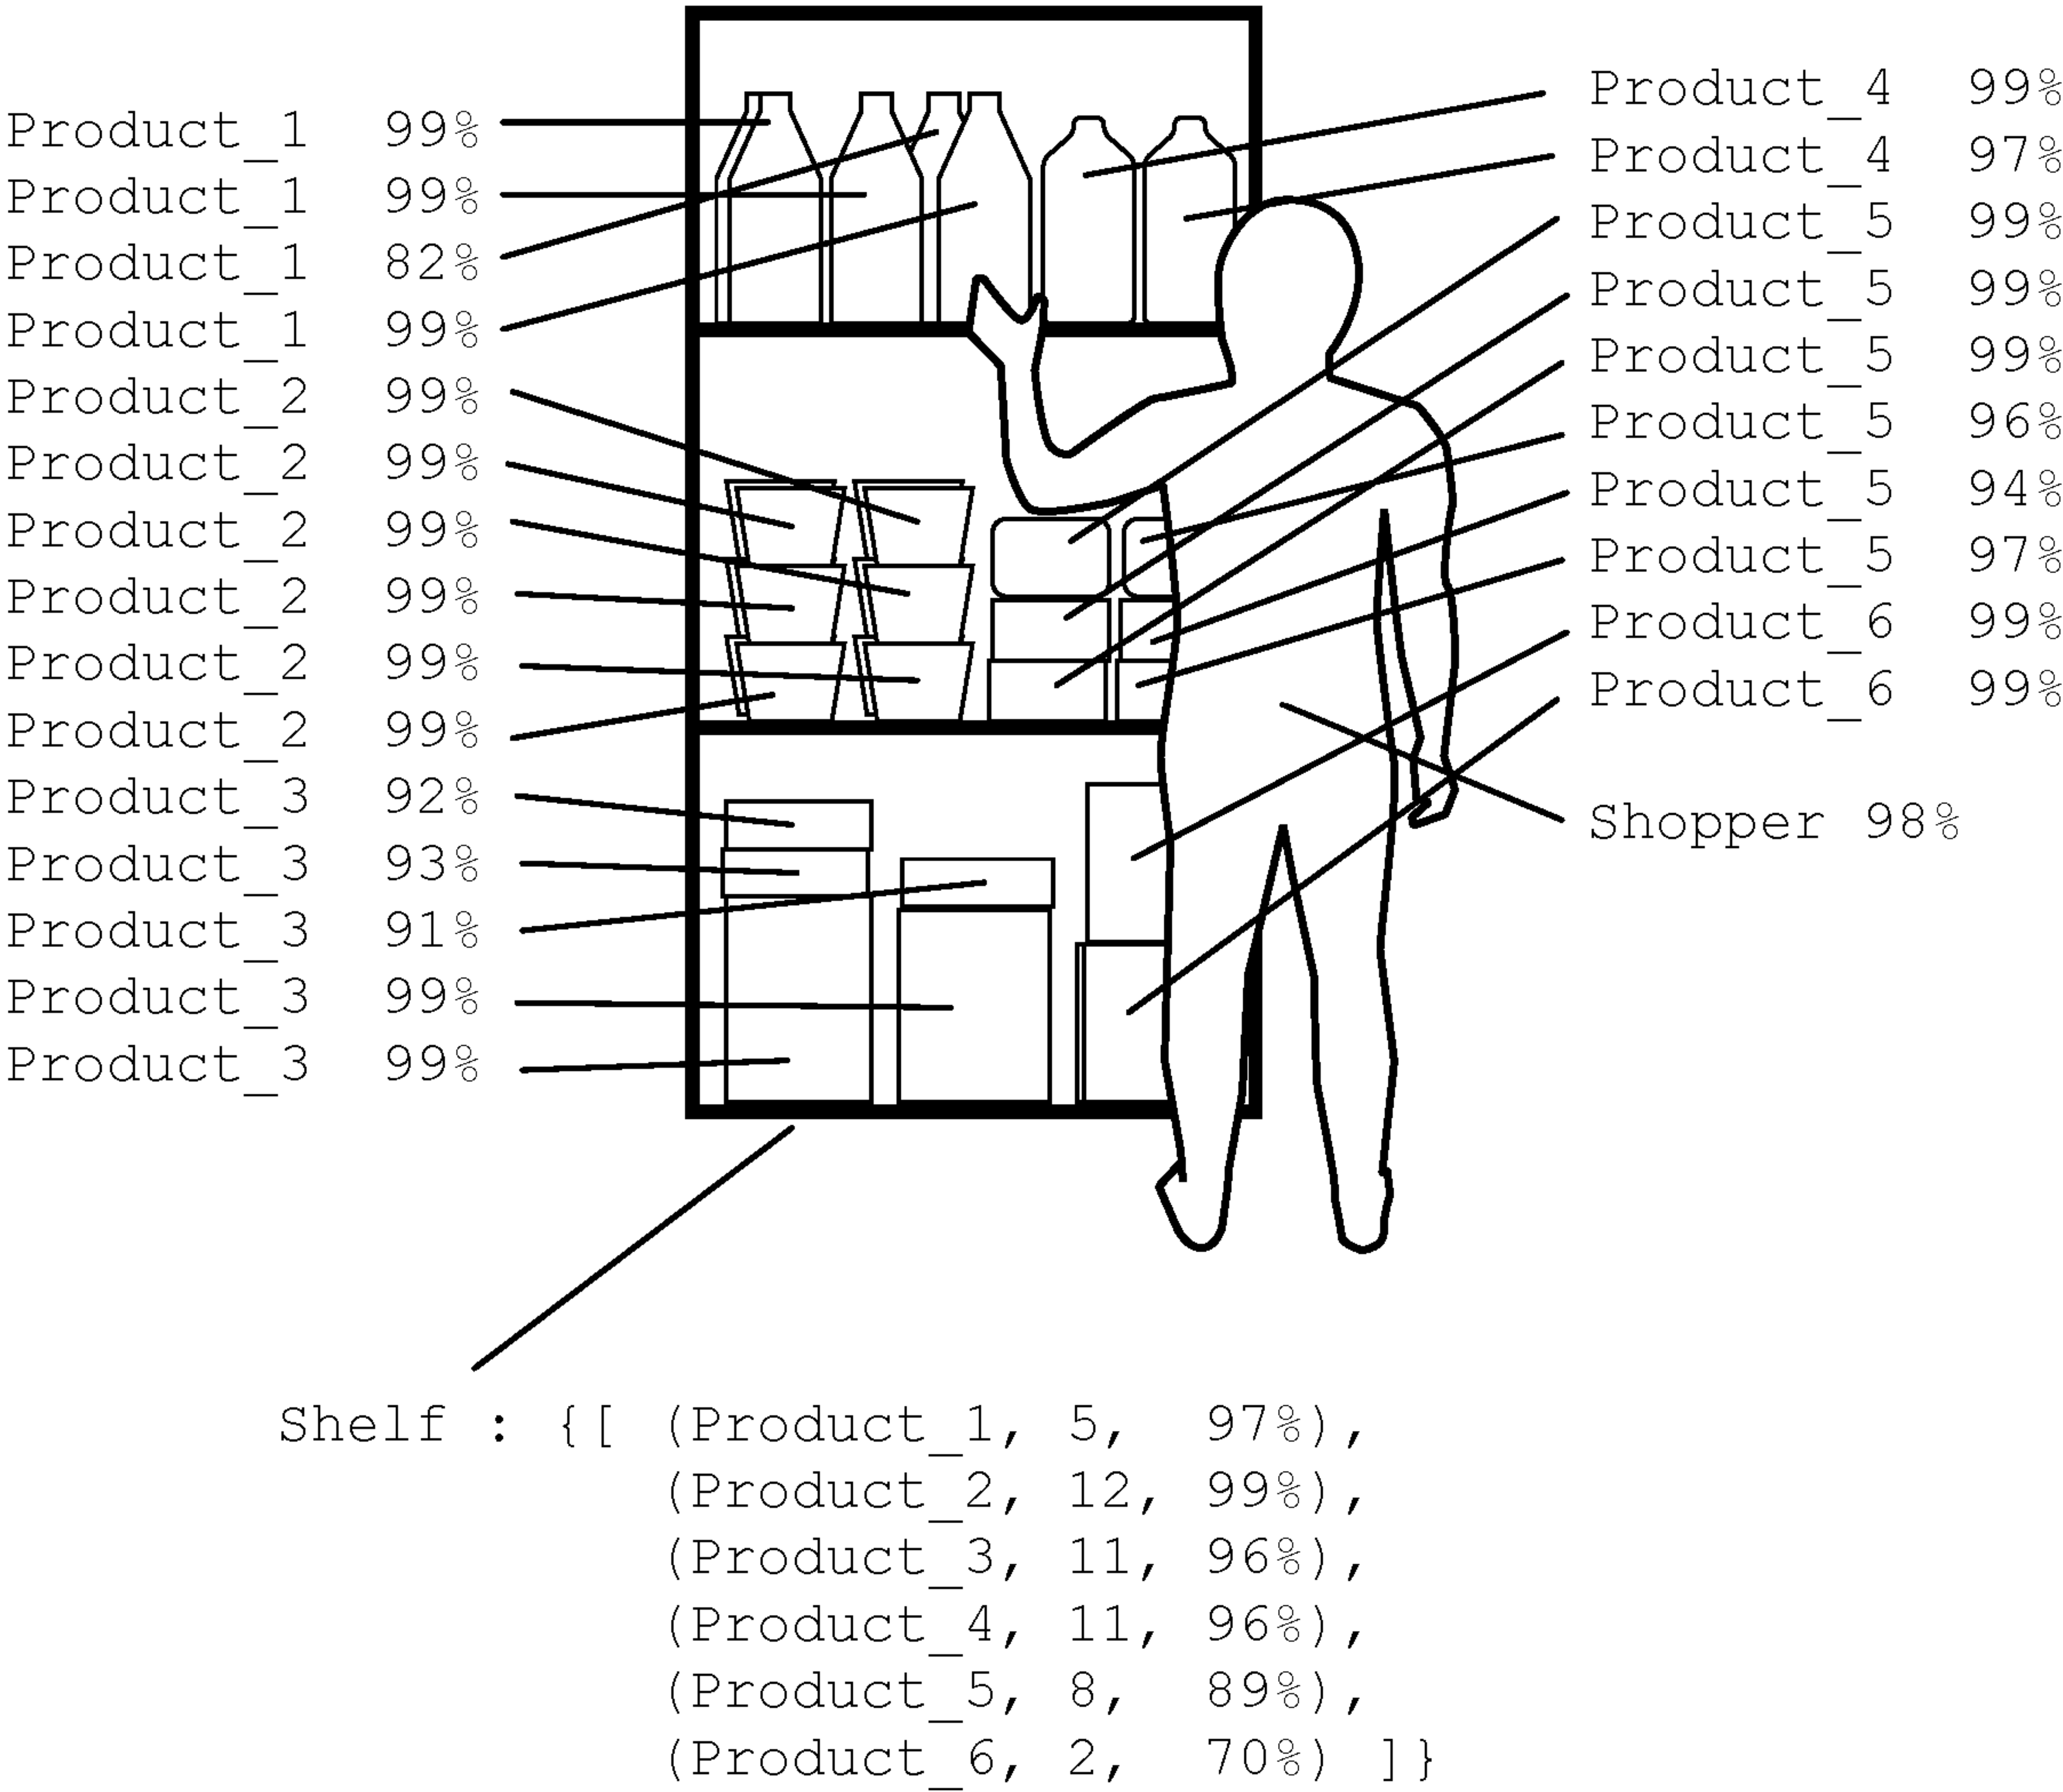 Product_1 99%
Product_1 99%
Product_1 82%
Product_1 99%
Product_2 99%
Product_2 99%
Product_2 99%
Product_2 99%
Product_2 99%
Product_2 99%
Product_3 92%
Product_3 93%
Product_3 91%
Product_3 99%
Product_3 99%
Product_4 99%
Product_4 97%
Product_5 99%
Product_5 99%
Product_5 99%
Product_5 96%
Product_5 94%
Product_5 97%
Product_6 99%
Product_6 99%
Shopper 98%
Shelf : {[ (Product_1, 5, 97%),
(Product_2, 12, 99%),
(Product_3, 11, 96%),
(Product_4, 11, 96%),
(Product_5, 8, 89%),
(Product_6, 2, 70%) ]}